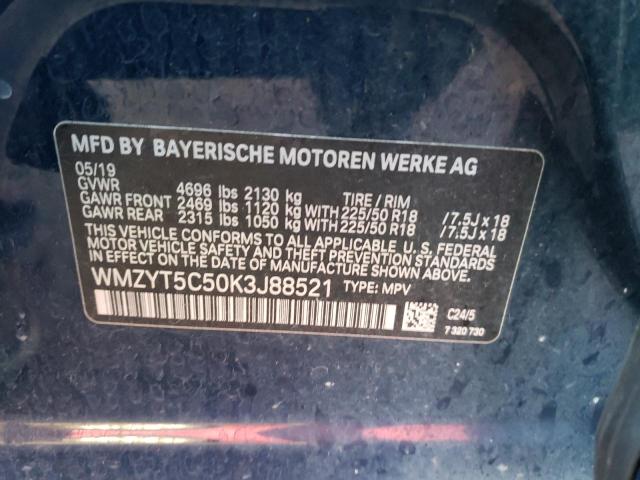 MFD BY BAYERISCHE MOTOREN WERKE AG
05/19
GVWR 4696 lbs 2130 kg TIRE / RIM
GAWR FRONT 2469 lbs 1120 kg WITH 225/50 R18 /7.5J x 18
GAWR REAR 2315 lbs 1050 kg WITH 225/50 R18 /7.5J x 18
THIS VEHICLE CONFORMS TO ALL APPLICABLE U. S. FEDERAL
MOTOR VEHICLE SAFETY AND THEFT PREVENTION STANDARDS
IN EFFECT ON THE DATE OF MANUFACTURE SHOWN ABOVE.
WMZYT5C50K3J88521 TYPE: MPV
C24/5
7 320 730